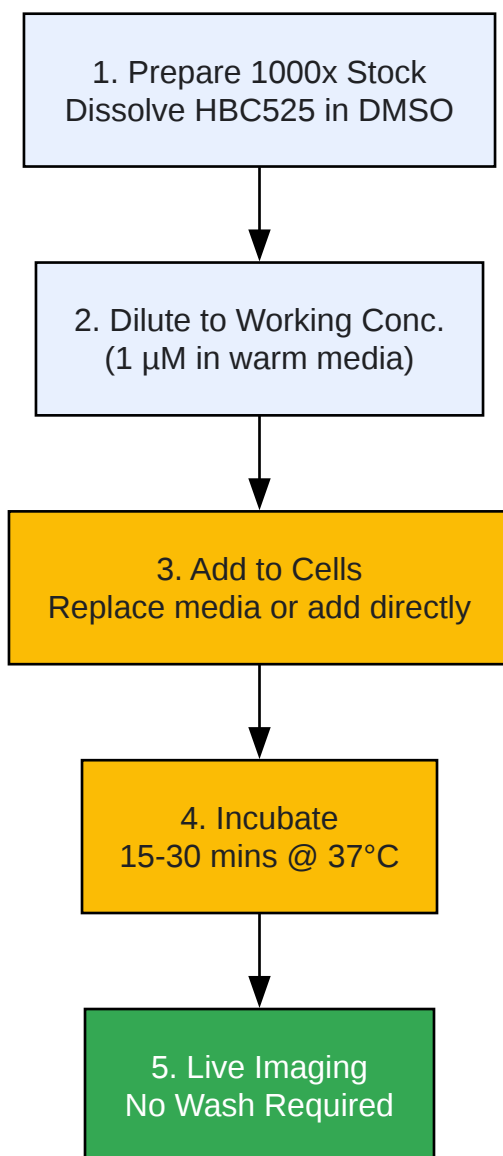 1. Prepare 1000x Stock
Dissolve HBC525 in DMSO
2. Dilute to Working Conc.
(1 µM in warm media)
3. Add to Cells
Replace media or add directly
4. Incubate
15-30 mins @ 37°C
5. Live Imaging
No Wash Required